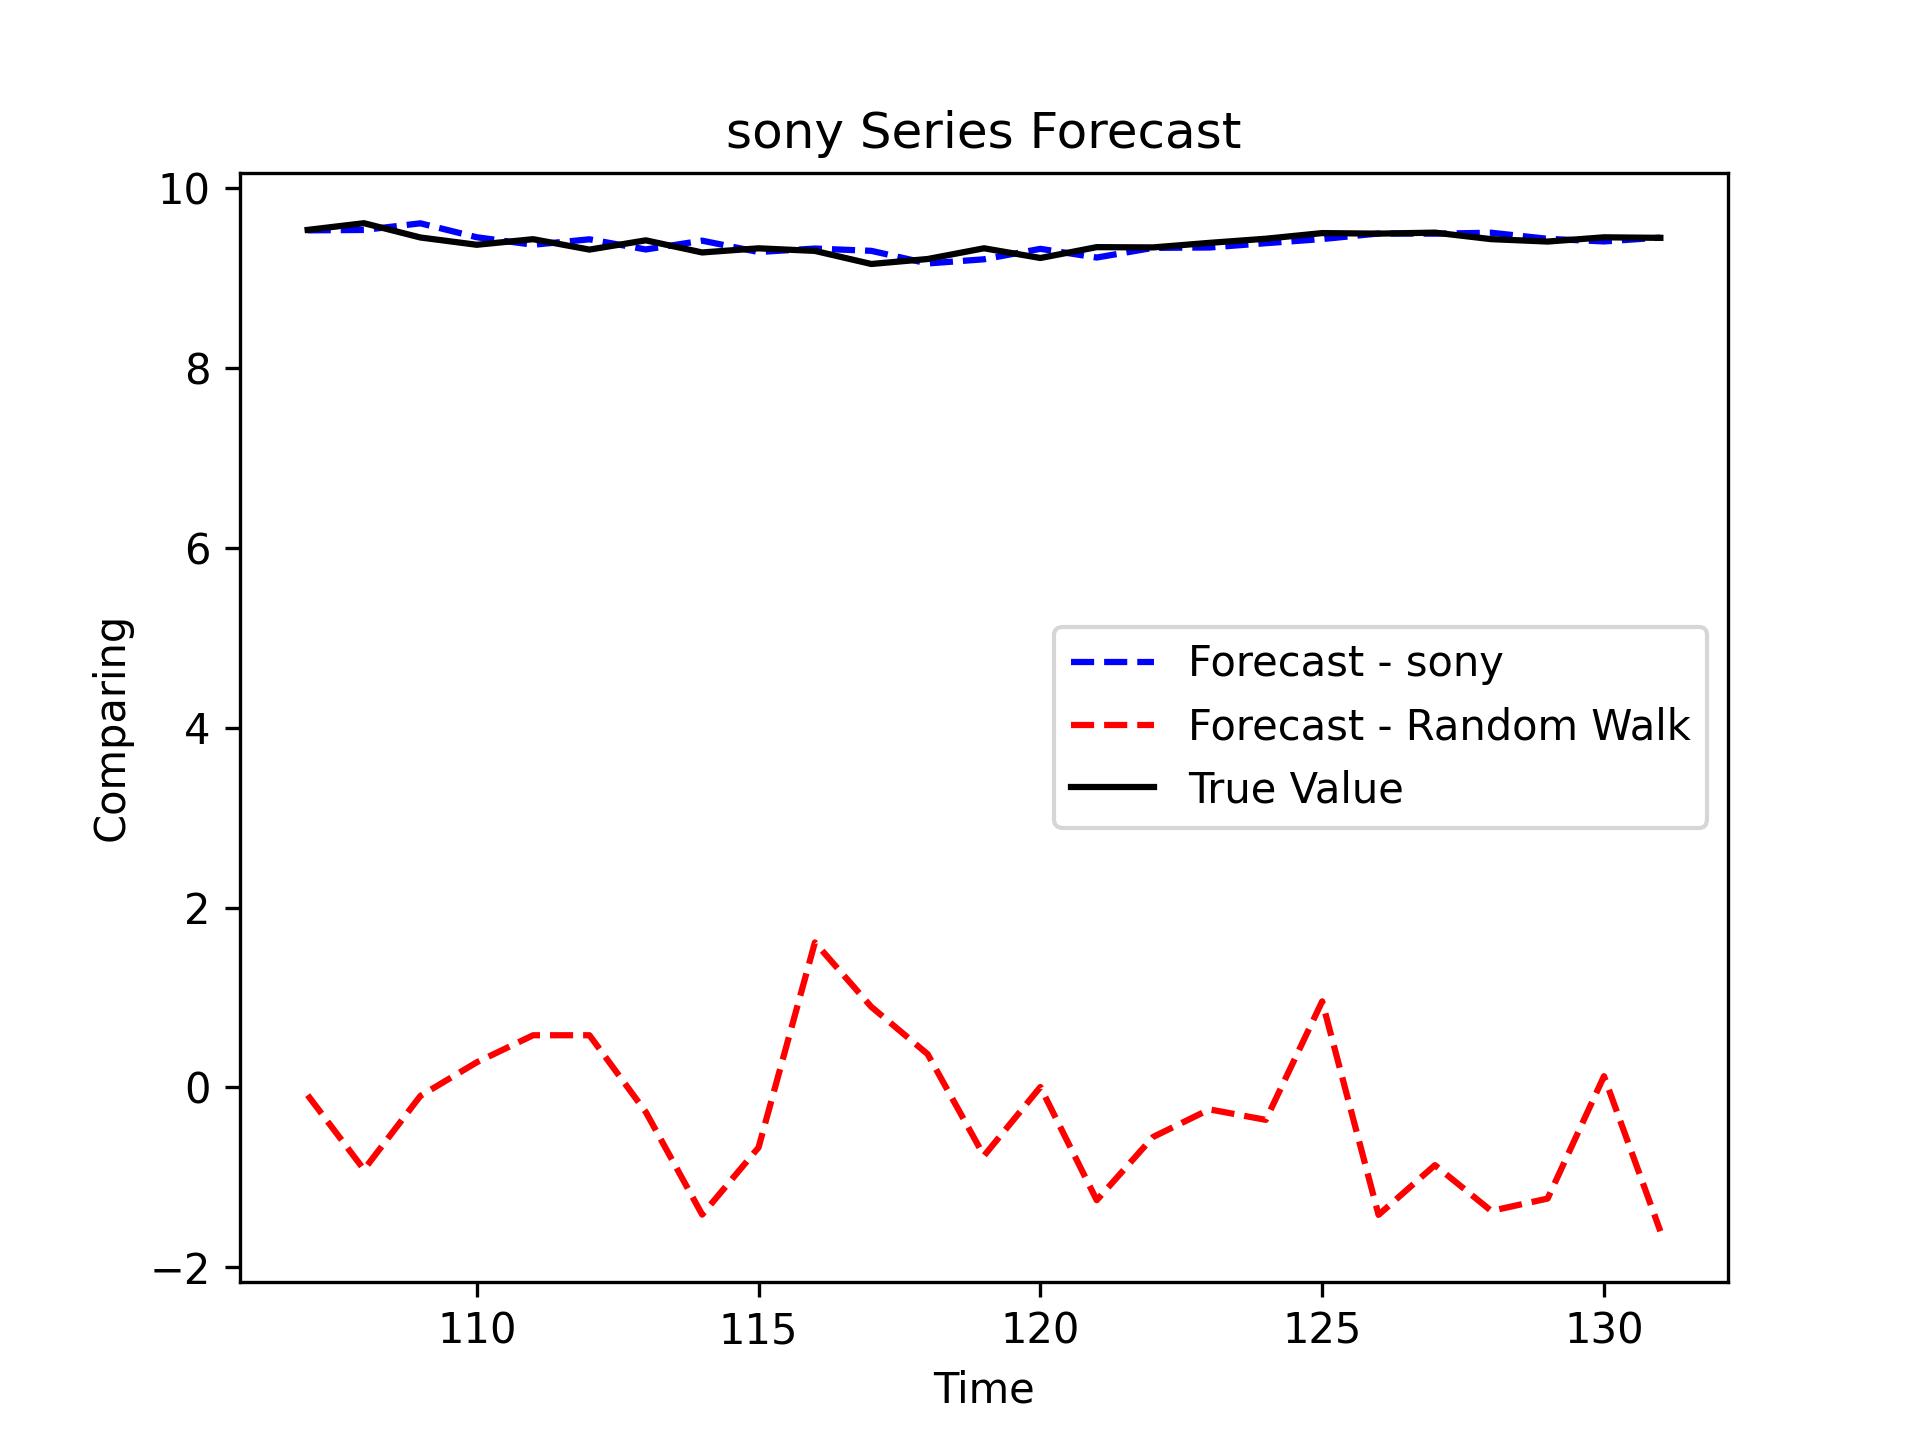 sony Series Forecast
10
8
6
4
2
0
−2
Comparing
Forecast - sony
Forecast - Random Walk
True Value
110 115 120 125 130
Time